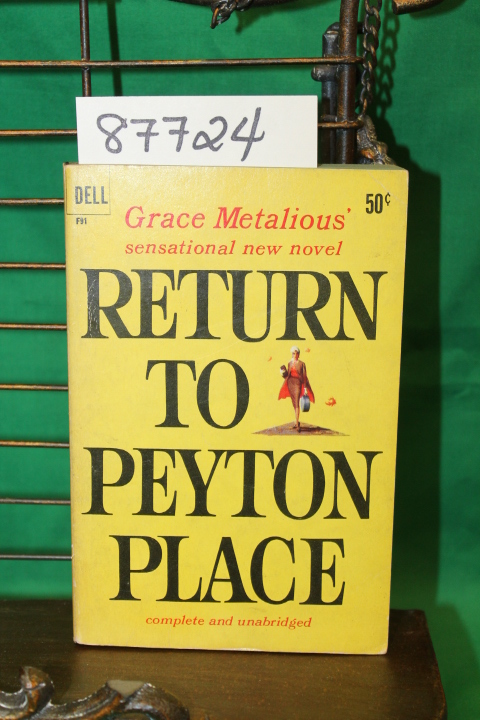 87724
DELL
F91
50¢
Grace Metalious'
sensational new novel
RETURN
TO
PEYTON
PLACE
complete and unabridged